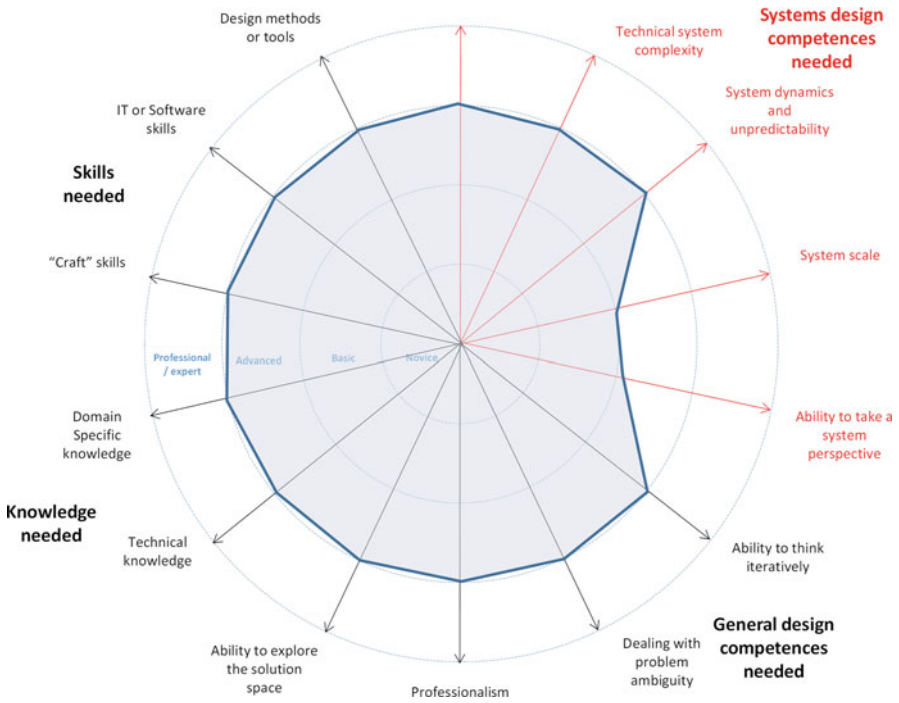 Design methods
or tools
Technical system
complexity
Systems design
competences
needed
IT or Software
skills
System dynamics
and
unpredictability
Skills
needed
“Craft” skills
System scale
Professional
/ expert
Advanced
Basic
Novice
Domain
Specific
knowledge
Ability to take a
system
perspective
Knowledge
needed
Technical
knowledge
Ability to think
iteratively
General design
competences
needed
Ability to explore
the solution
space
Dealing with
problem
ambiguity
Professionalism